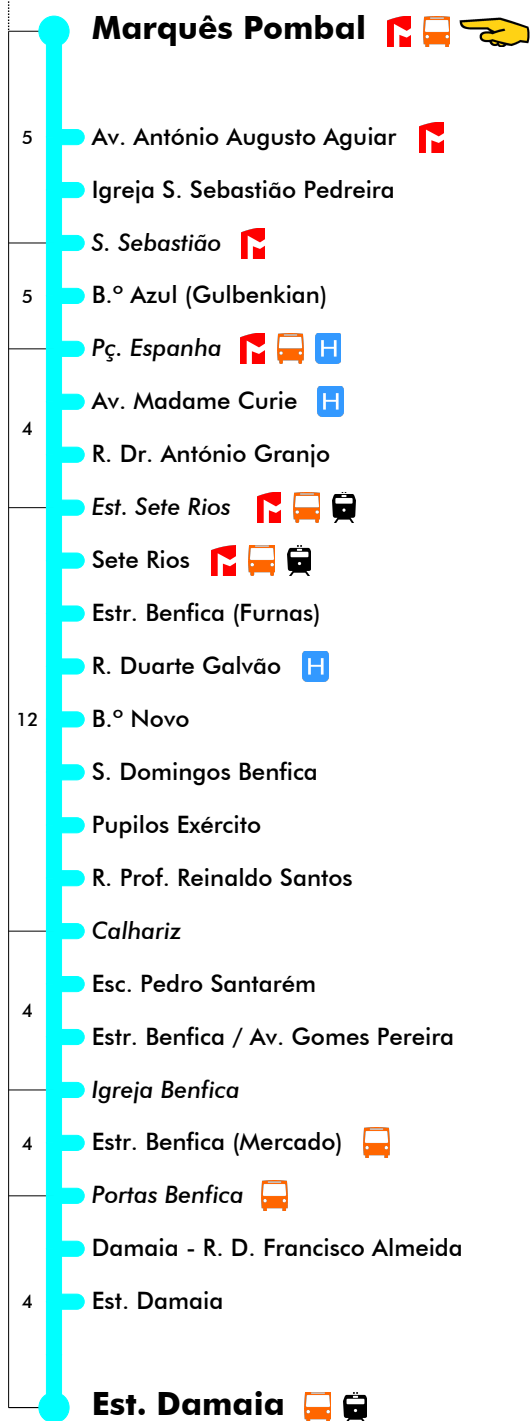 Marquês Pombal
5
Av. António Augusto Aguiar
Igreja S. Sebastião Pedreira
S. Sebastião
5
B.º Azul (Gulbenkian)
Pç. Espanha H
Av. Madame Curie H
4
R. Dr. António Granjo
Est. Sete Rios
Sete Rios
Estr. Benfica (Furnas)
R. Duarte Galvão H
12
B.º Novo
S. Domingos Benfica
Pupilos Exército
R. Prof. Reinaldo Santos
Calhariz
Esc. Pedro Santarém
4
Estr. Benfica / Av. Gomes Pereira
Igreja Benfica
4
Estr. Benfica (Mercado)
Portas Benfica
Damaia - R. D. Francisco Almeida
4
Est. Damaia
Est. Damaia